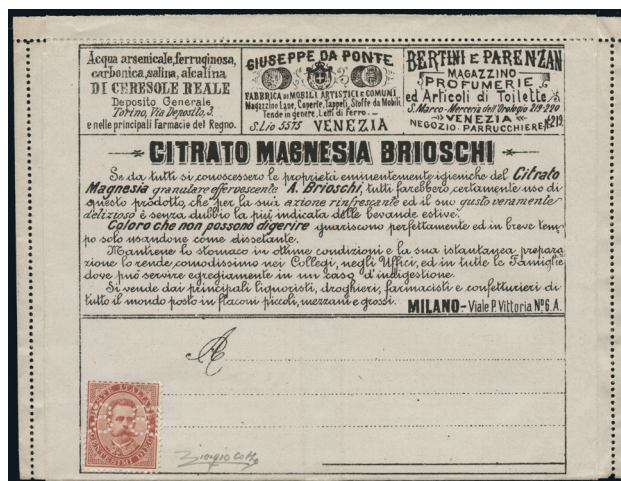 Acqua arsenicale, ferruginosa,
carbonica, salina, alcalina
DI CERESOLE REALE
Deposito Generale
Torino, Via Deposito, 3.
e nelle principali Farmacie del Regno.
GIUSEPPE DA PONTE
FABBRICA DI MOBILI ARTISTICI E COMUNI
Magazzino Lane, Coperte, Tappeti, Stoffe da Mobili
Tende in genere, Letti di Ferro.
S. Lio 5575 VENEZIA
BERTINI E PARENZAN
MAGAZZINO
PROFUMERIE
ed Articoli di Toilette
S. Marco - Merceria dell'Orologio 219-220
VENEZIA
NEGOZIO PARRUCCHIERE, 219.
CITRATO MAGNESIA BRIOSCHI
Se da tutti si conoscessero le proprietà eminentemente igieniche del Citrato
Magnesia granulare effervescente A. Brioschi, tutti farebbero certamente uso di
questo prodotto, che per la sua azione rinfrescante ed il suo gusto veramente
delizioso è senza dubbio la più indicata delle bevande estive.
Coloro che non possono digerire guariscono perfettamente ed in breve tem-
po solo usandone come dissetante.
Mantiene lo stomaco in ottime condizioni e la sua istantanea prepara
zione lo rende comodissimo nei Collegi, negli Uffici, ed in tutte le Famiglie
dove può servire egregiamente in un caso d'indigestione.
Si vende dai principali liquoristi, droghieri, farmacisti e confetturieri di
tutto il mondo posto in flaconi piccoli, mezzani e grossi. MILANO - Viale P. Vittoria Nº 6. A.
A
POSTE ITALIANE
CENTESIMI DIECI